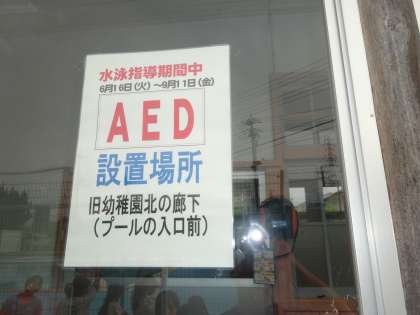 水泳指導期間中
6月16日(火)~9月11日(金)
AED
設置場所
旧幼稚園北の廊下
(プールの入口前)